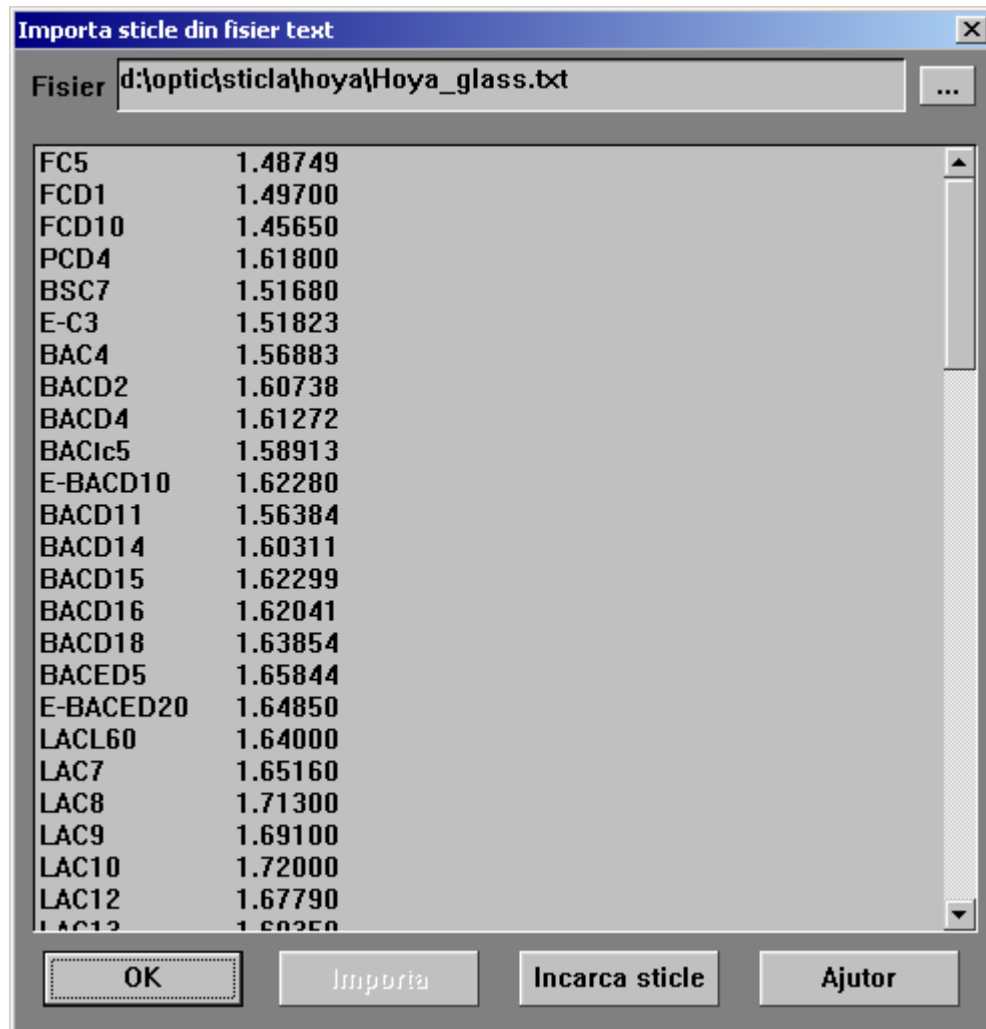 Importa sticle din fisier text
Fisier d:\optic\sticla\hoya\Hoya_glass.txt ...
FC5 1.48749
FCD1 1.49700
FCD10 1.45650
PCD4 1.61800
BSC7 1.51680
E-C3 1.51823
BAC4 1.56883
BACD2 1.60738
BACD4 1.61272
BACIc5 1.58913
E-BACD10 1.62280
BACD11 1.56384
BACD14 1.60311
BACD15 1.62299
BACD16 1.62041
BACD18 1.63854
BACED5 1.65844
E-BACED20 1.64850
LACL60 1.64000
LAC7 1.65160
LAC8 1.71300
LAC9 1.69100
LAC10 1.72000
LAC12 1.67790
LAC13 1.69350
OK Importa Incarca sticle Ajutor